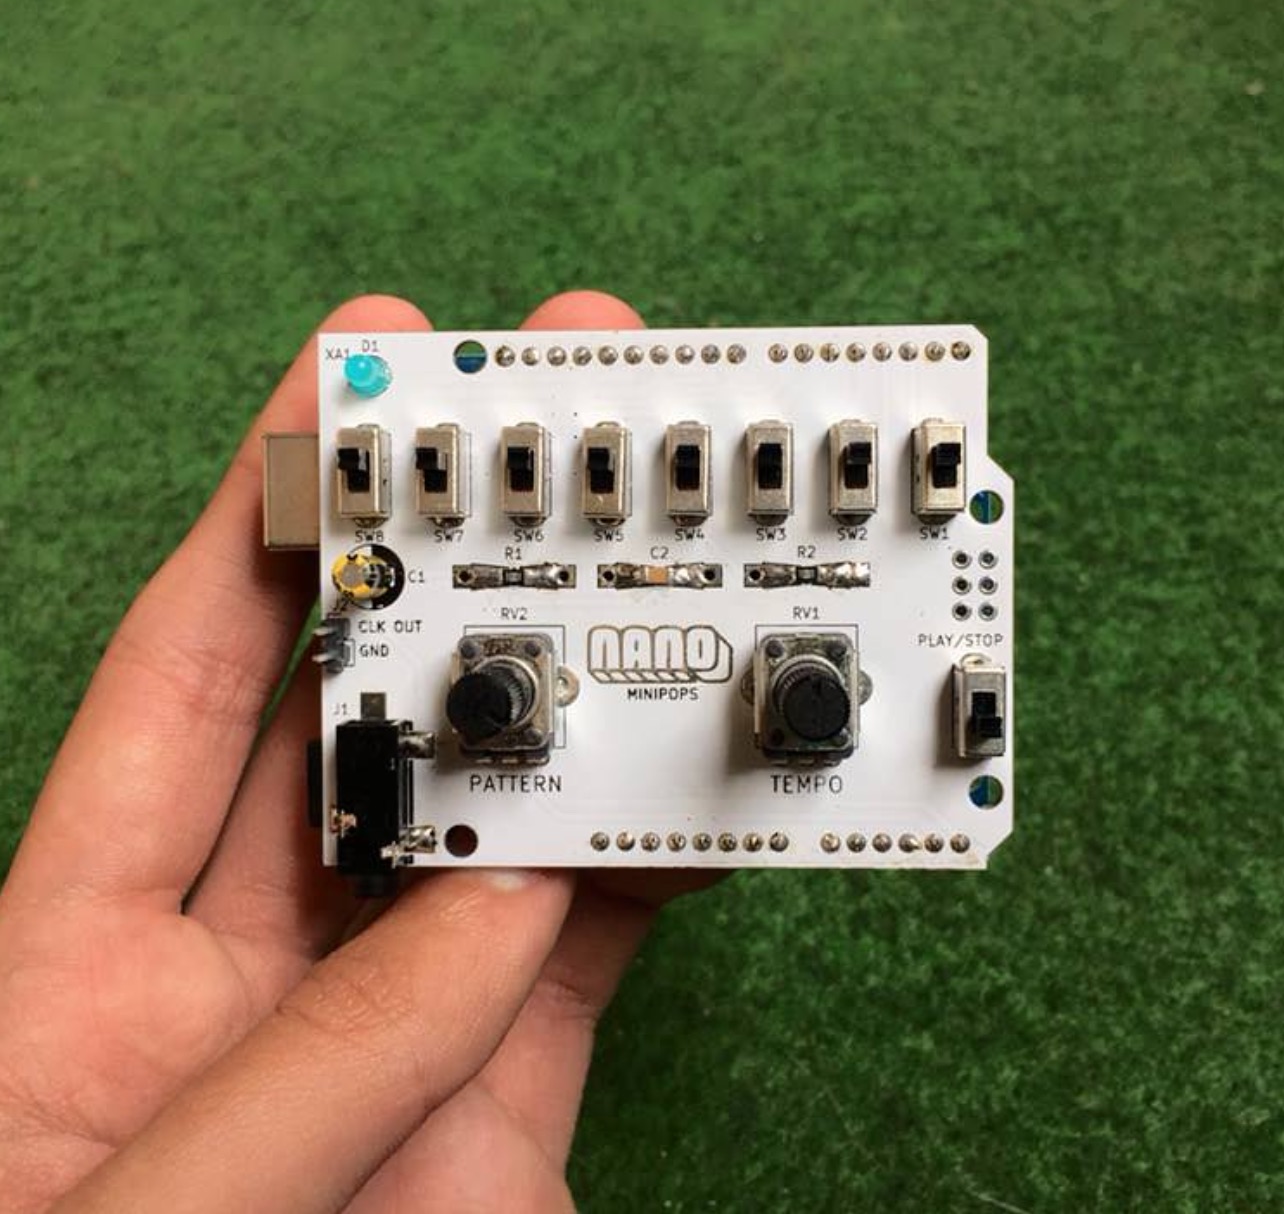 XA1 D1
SW8 SW7 SW6 SW5 SW4 SW3 SW2 SW1
R1 C2 R2
C1
CLK OUT
GND
RV2 RV1
PLAY/STOP
NANO
MINIPOPS
J1
PATTERN TEMPO